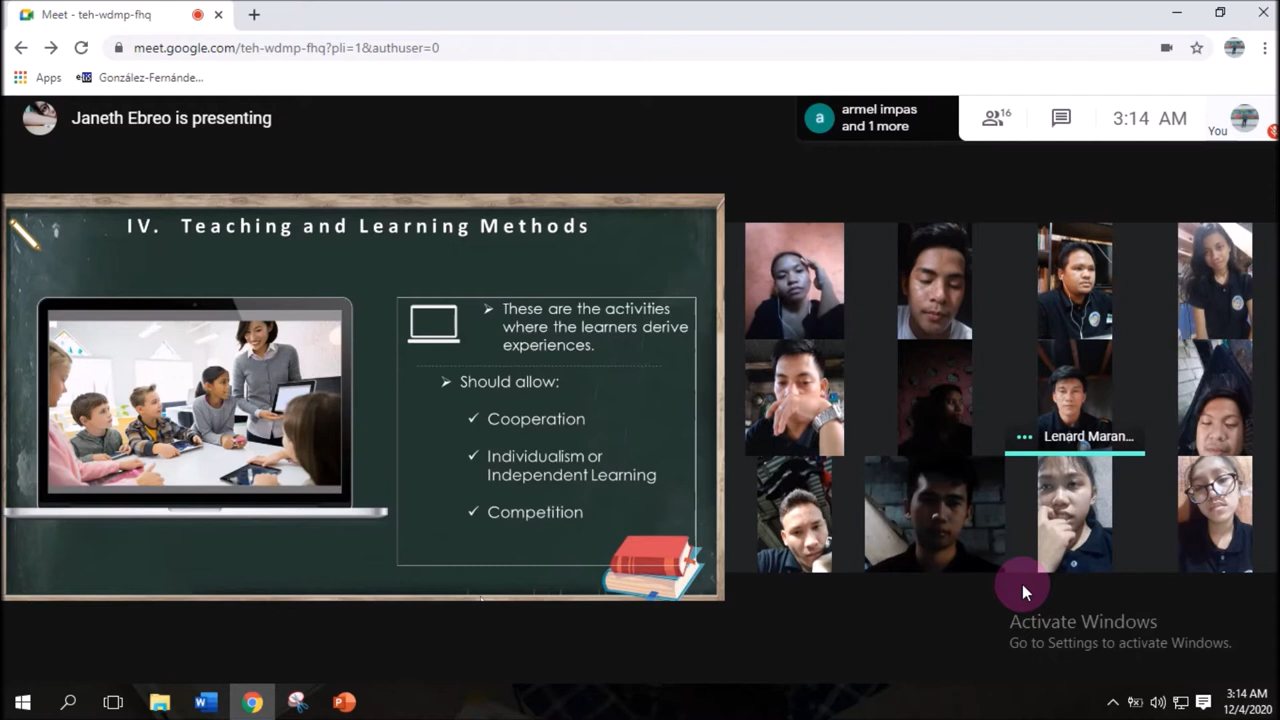 Meet - teh-wdmp-fhq
meet.google.com/teh-wdmp-fhq?pli=1&authuser=0
Apps
González-Fernánde...
Janeth Ebreo is presenting
a
armel impas
and 1 more
16
3:14 AM
You
IV. Teaching and Learning Methods
These are the activities
where the learners derive
experiences.
Should allow:
Cooperation
Individualism or
Independent Learning
Competition
Lenard Maran...
Activate Windows
Go to Settings to activate Windows.
3:14 AM
12/4/2020